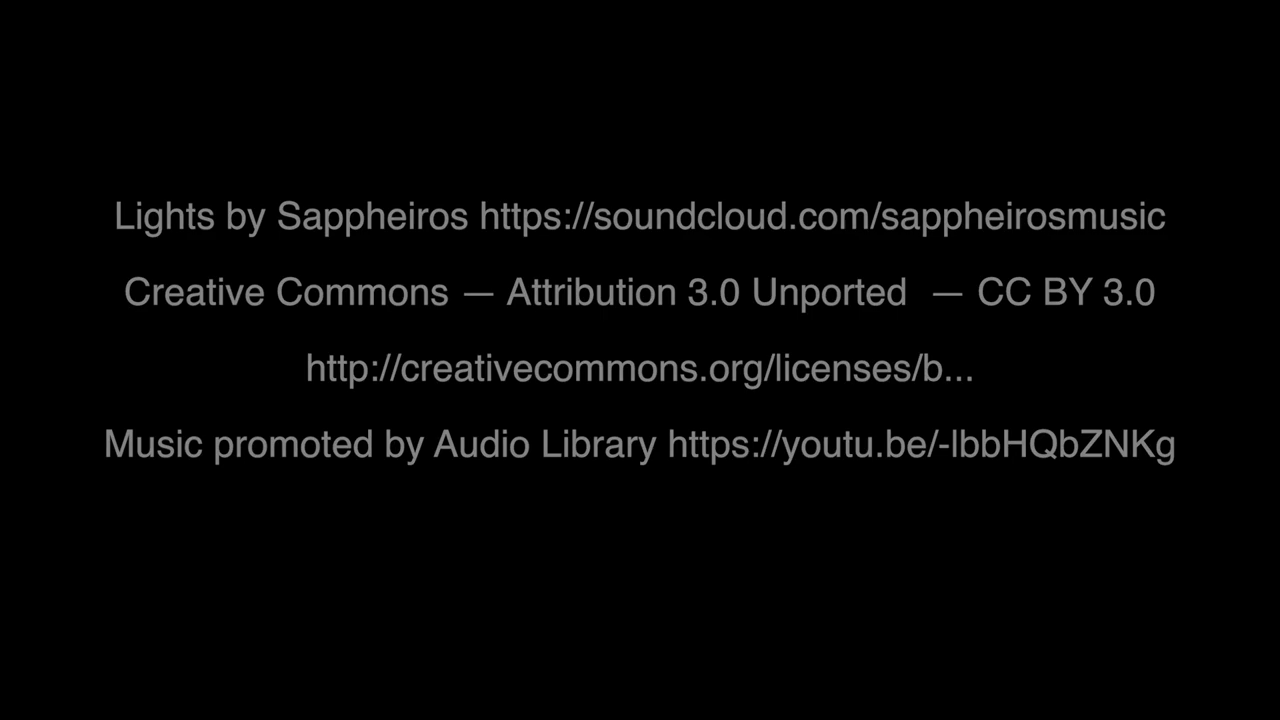 Lights by Sappheiros https://soundcloud.com/sappheirosmusic
Creative Commons — Attribution 3.0 Unported  — CC BY 3.0
http://creativecommons.org/licenses/b...
Music promoted by Audio Library https://youtu.be/-lbbHQbZNKg